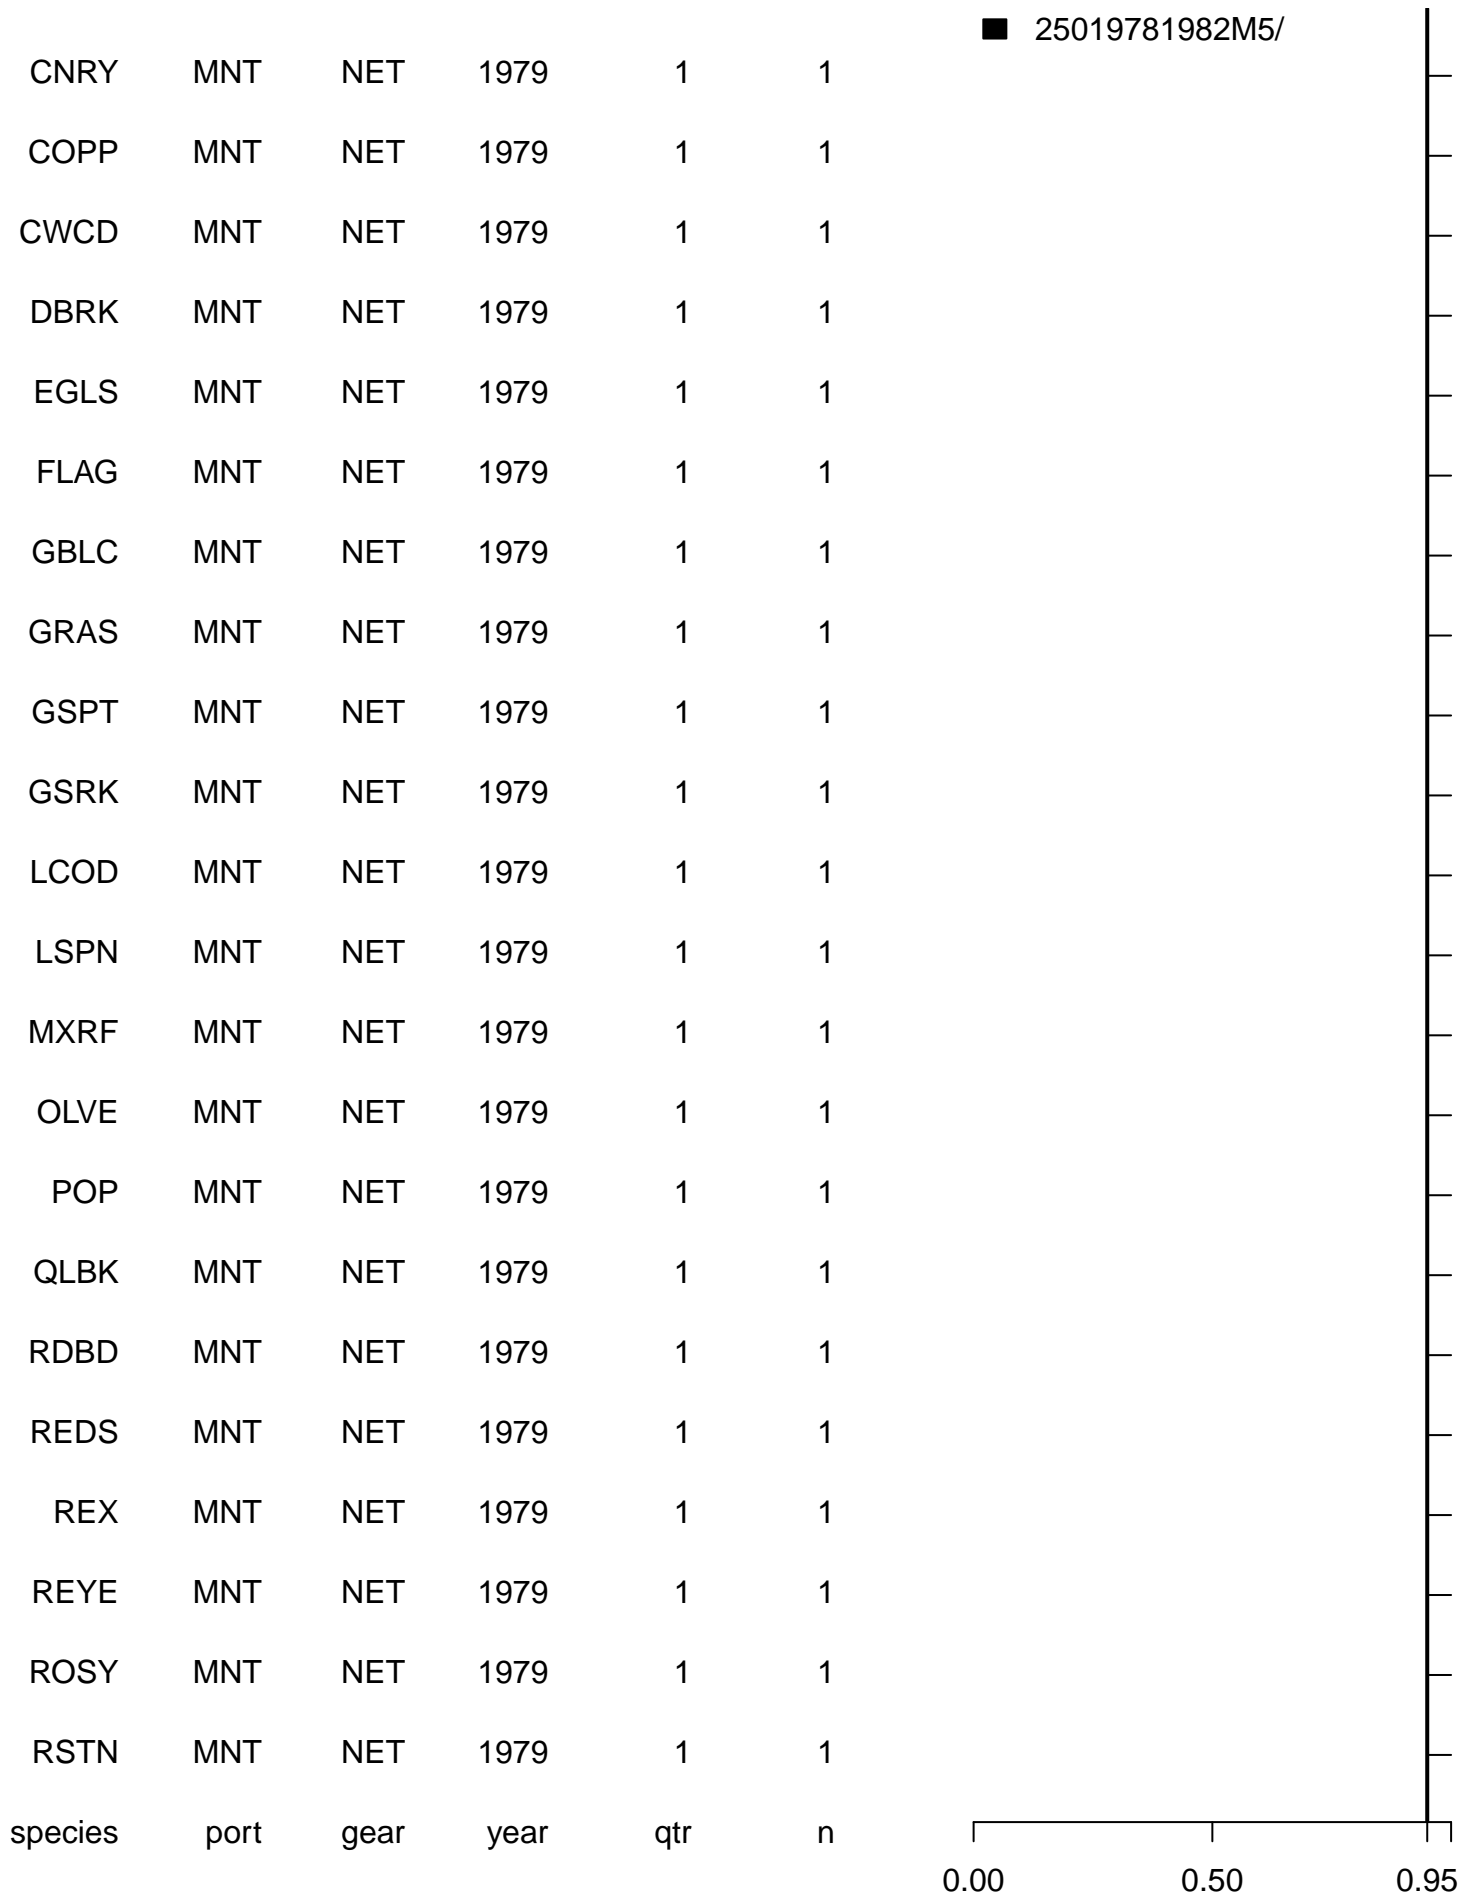 25019781982M5/
CNRY MNT NET 1979 1 1
COPP MNT NET 1979 1 1
CWCD MNT NET 1979 1 1
DBRK MNT NET 1979 1 1
EGLS MNT NET 1979 1 1
FLAG MNT NET 1979 1 1
GBLC MNT NET 1979 1 1
GRAS MNT NET 1979 1 1
GSPT MNT NET 1979 1 1
GSRK MNT NET 1979 1 1
LCOD MNT NET 1979 1 1
LSPN MNT NET 1979 1 1
MXRF MNT NET 1979 1 1
OLVE MNT NET 1979 1 1
POP MNT NET 1979 1 1
QLBK MNT NET 1979 1 1
RDBD MNT NET 1979 1 1
REDS MNT NET 1979 1 1
REX MNT NET 1979 1 1
REYE MNT NET 1979 1 1
ROSY MNT NET 1979 1 1
RSTN MNT NET 1979 1 1
species port gear year qtr n
0.00 0.50 0.95